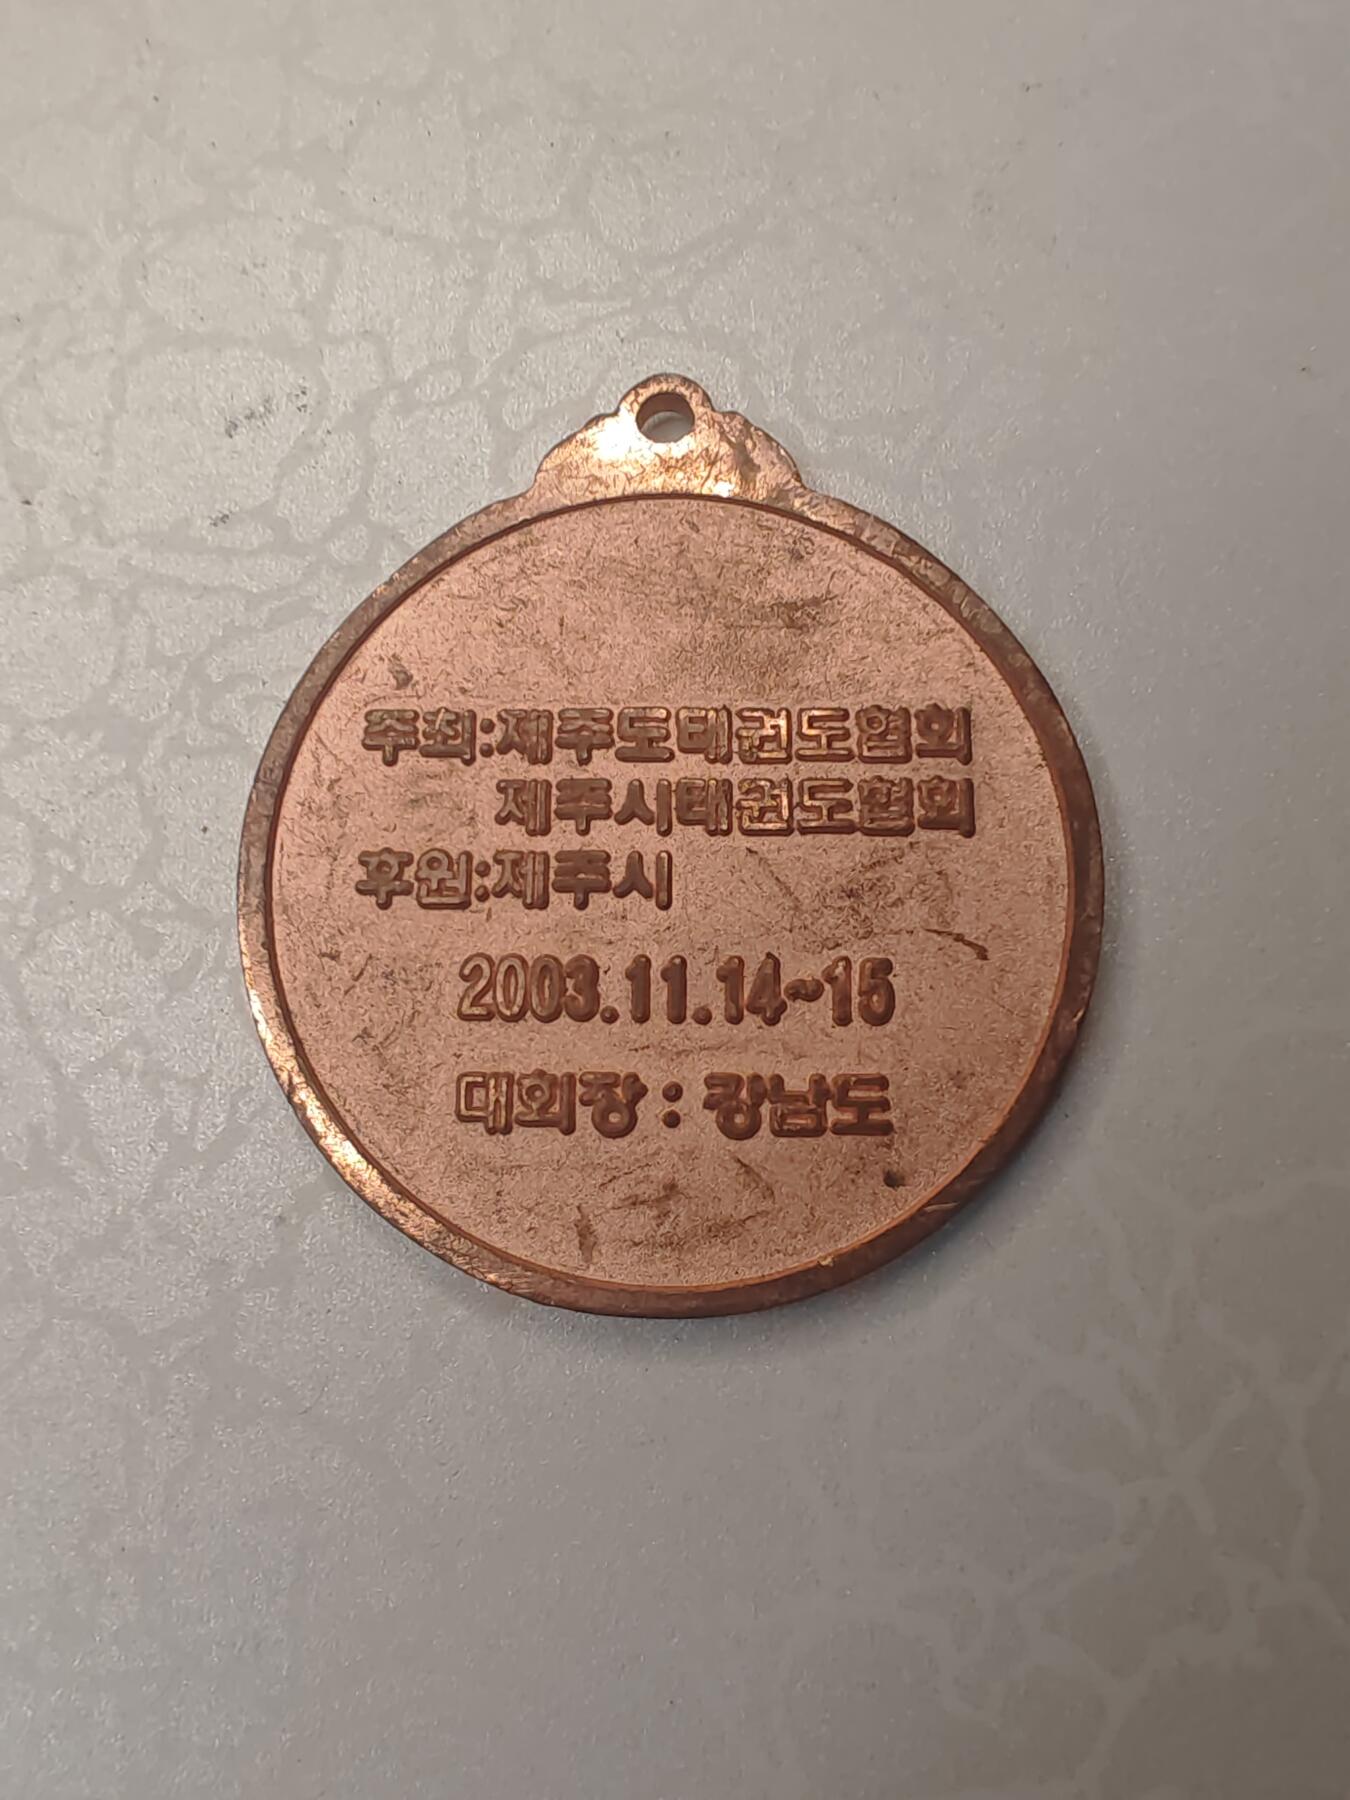 주최:제주도태권도협회
제주시태권도협회
후원:제주시
2003.11.14~15
대회장 : 강남도